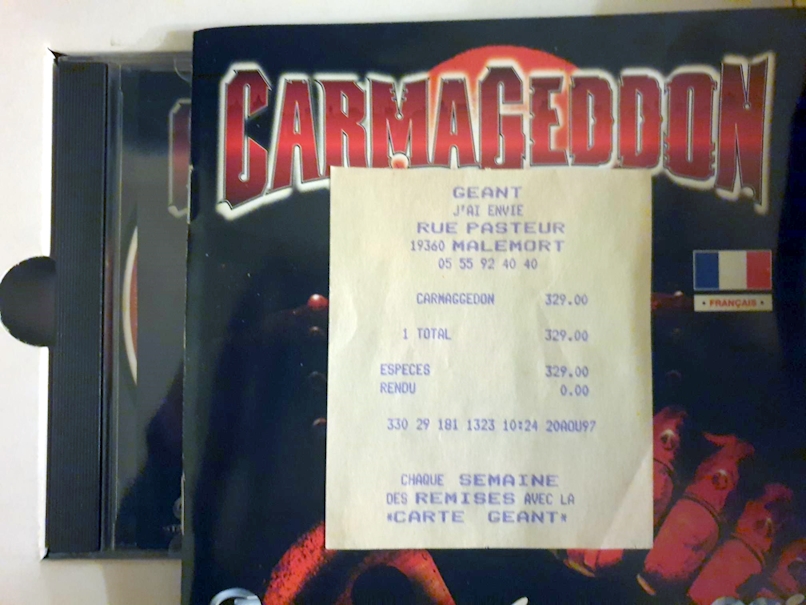 CARMAGEDDON
GEANT
J'AI ENVIE
RUE PASTEUR
19360 MALEMORT
05 55 92 40 40
CARMAGGEDON 329.00
1 TOTAL 329.00
ESPECES 329.00
RENDU 0.00
330 29 181 1323 10:24 20AOU97
CHAQUE SEMAINE
DES REMISES AVEC LA
*CARTE GEANT*
• FRANÇAIS •